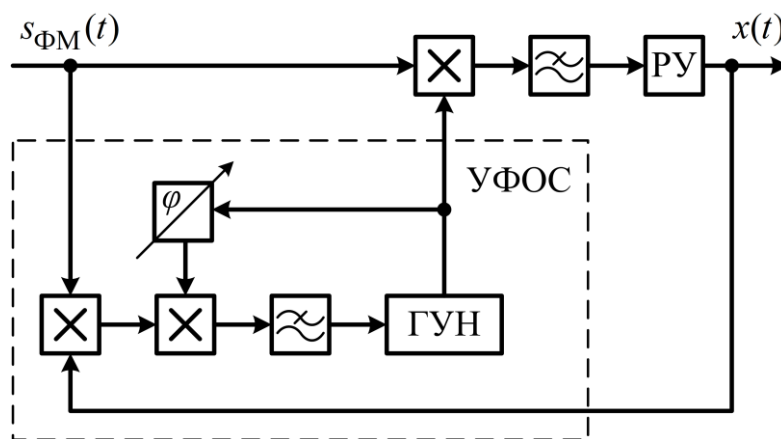 s_ФМ(t)
x(t)
РУ
УФОС
φ
ГУН